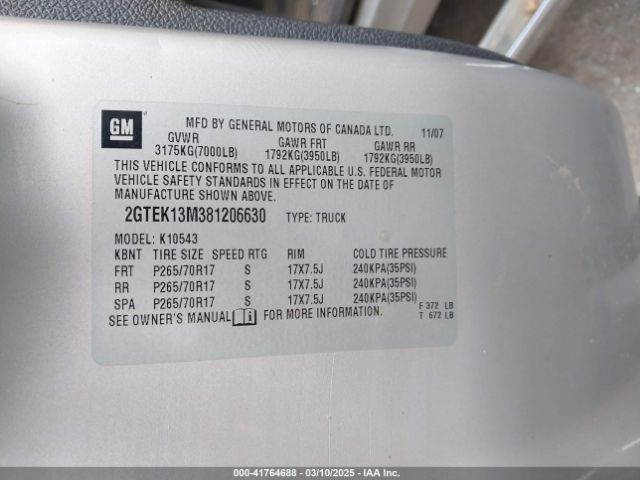 GM
MFD BY GENERAL MOTORS OF CANADA LTD. 11/07
GVWR GAWR FRT GAWR RR
3175KG(7000LB) 1792KG(3950LB) 1792KG(3950LB)
THIS VEHICLE CONFORMS TO ALL APPLICABLE U.S. FEDERAL MOTOR
VEHICLE SAFETY STANDARDS IN EFFECT ON THE DATE OF
MANUFACTURE SHOWN ABOVE.
2GTEK13M381206630 TYPE: TRUCK
MODEL: K10543
KBNT TIRE SIZE SPEED RTG RIM COLD TIRE PRESSURE
FRT P265/70R17 S 17X7.5J 240KPA(35PSI)
RR P265/70R17 S 17X7.5J 240KPA(35PSI)
SPA P265/70R17 S 17X7.5J 240KPA(35PSI)
SEE OWNER'S MANUAL FOR MORE INFORMATION.
F 372 LB
T 672 LB
000-41764688 — 03/10/2025 — IAA Inc.